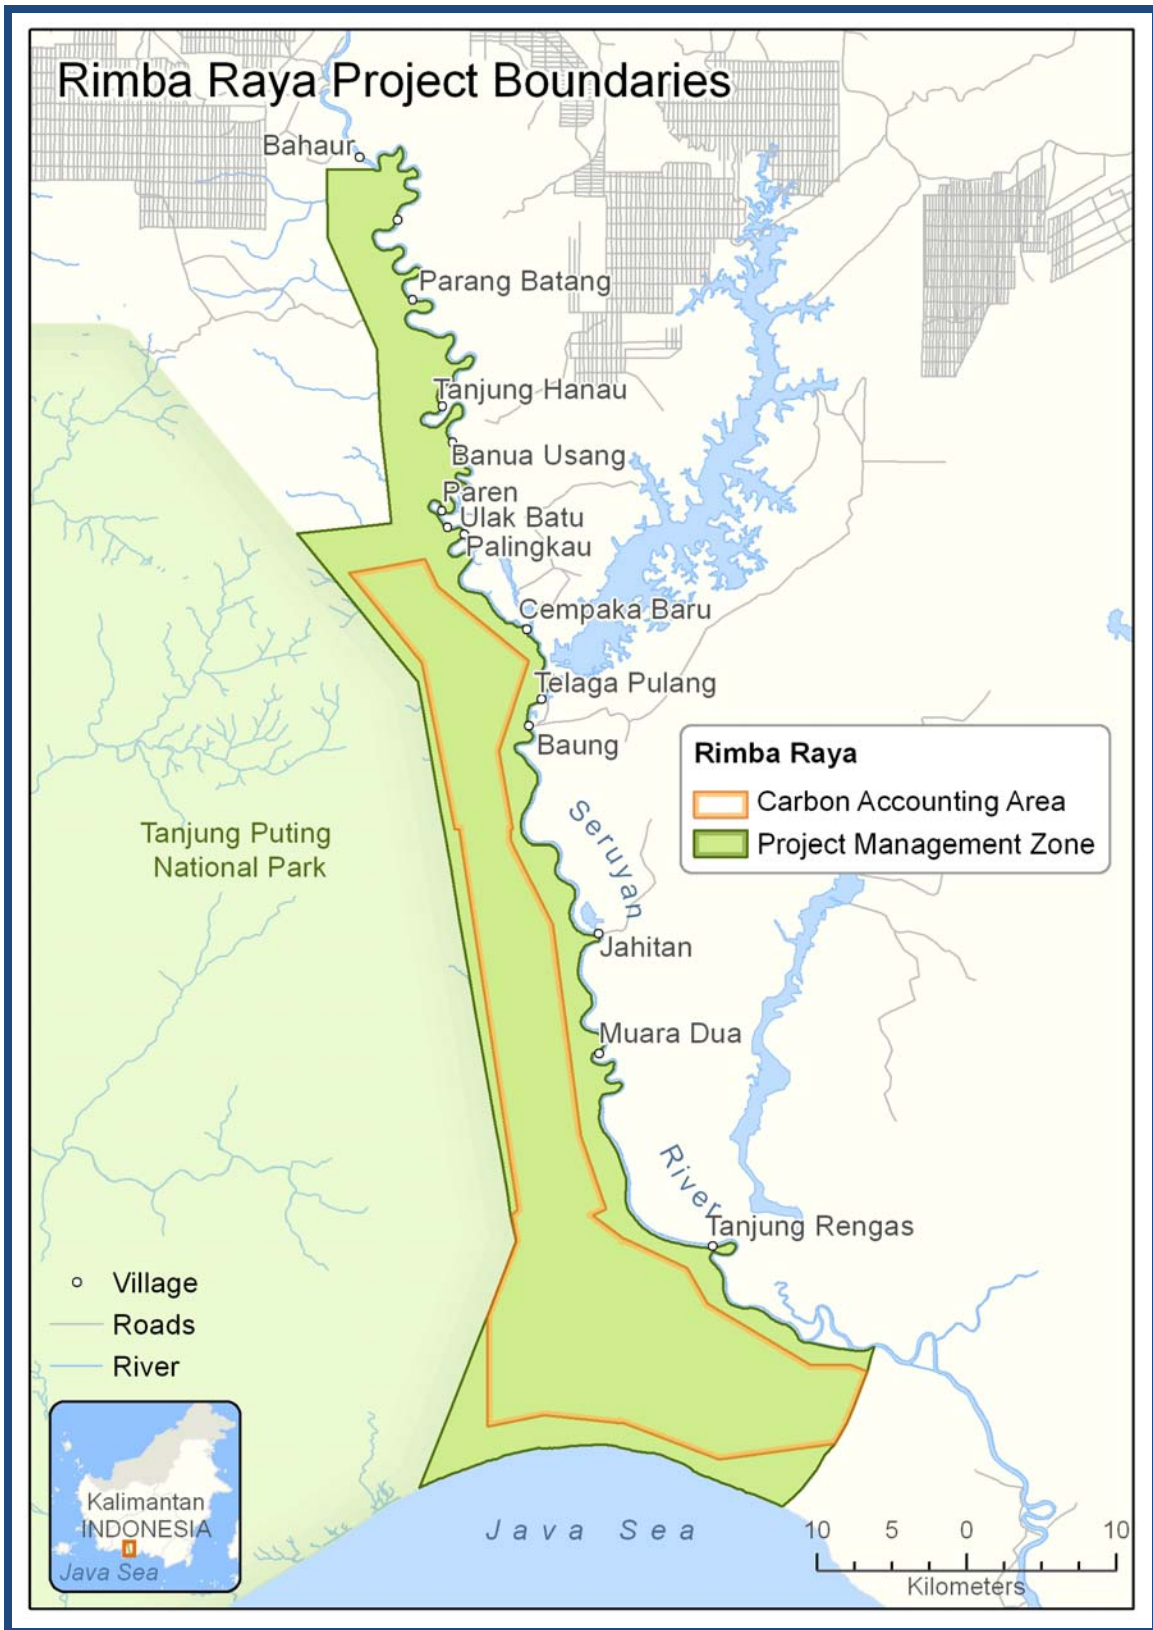 Rimba Raya Project Boundaries
Bahaur
Parang Batang
Tanjung Hanau
Banua Usang
Paren
Ulak Batu
Palingkau
Cempaka Baru
Telaga Pulang
Baung
Rimba Raya
Carbon Accounting Area
Project Management Zone
Seruyan
Tanjung Puting
National Park
Jahitan
Muara Dua
River
Tanjung Rengas
Village
Roads
River
Kalimantan
INDONESIA
Java Sea
Java Sea
10 5 0 10
Kilometers